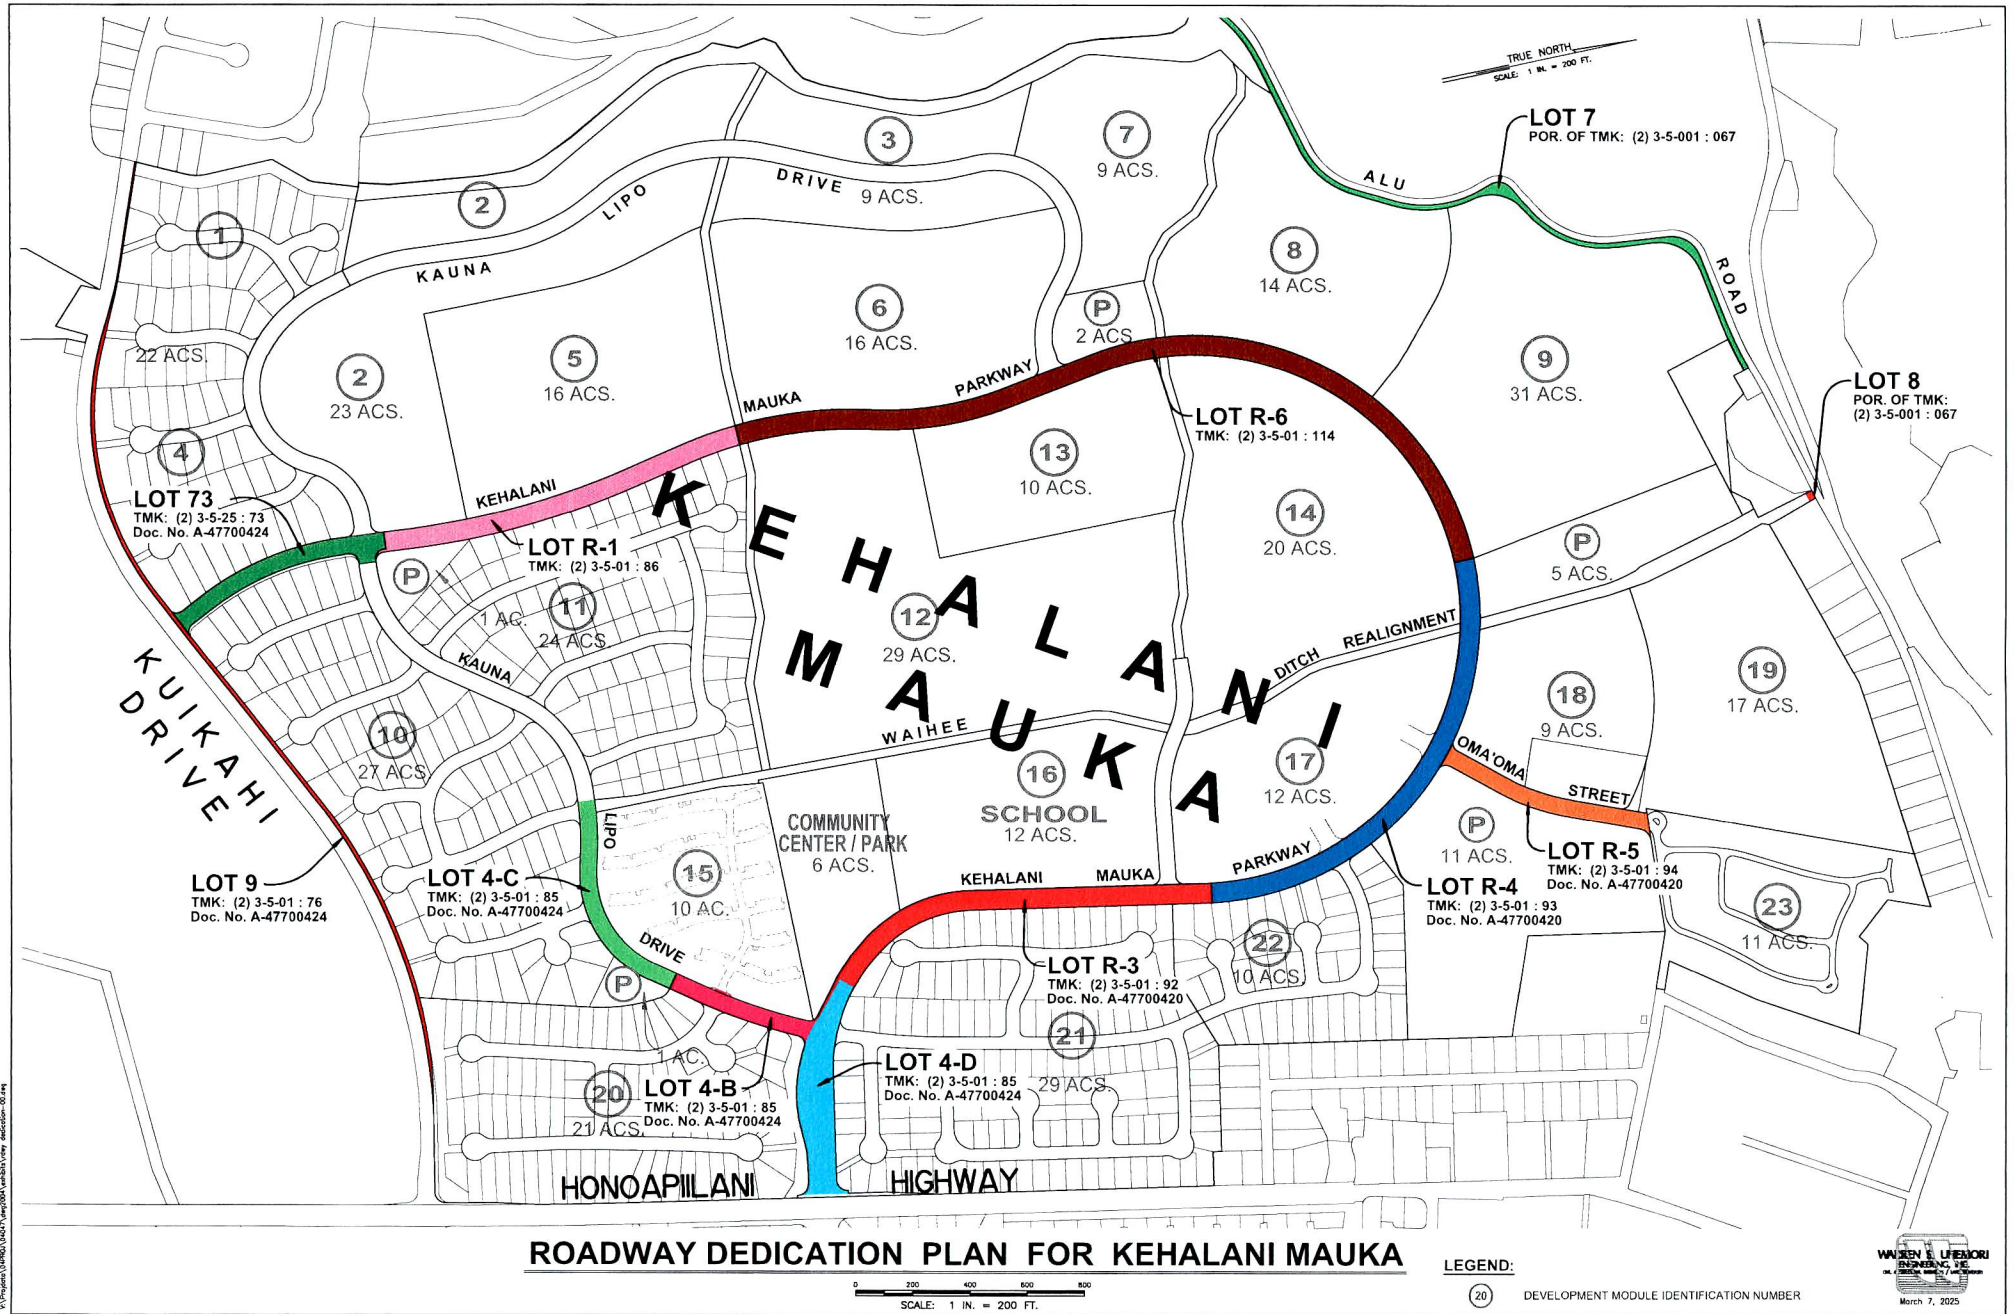 TRUE NORTH
SCALE: 1 IN. = 200 FT.
LOT 7
POR. OF TMK: (2) 3-5-001 : 067
ALU
ROAD
3
DRIVE 9 ACS.
7
9 ACS.
2
LIPO
KAUNA
1
22 ACS.
8
14 ACS.
P
2 ACS.
6
16 ACS.
5
16 ACS.
2
23 ACS.
9
31 ACS.
LOT 8
POR. OF TMK:
(2) 3-5-001 : 067
MAUKA
PARKWAY
LOT R-6
TMK: (2) 3-5-01 : 114
4
13
10 ACS.
14
20 ACS.
KEHALANI
LOT 73
TMK: (2) 3-5-25 : 73
Doc. No. A-47700424
LOT R-1
TMK: (2) 3-5-01 : 86
P
1 AC.
11
24 ACS
P
5 ACS.
KEHALANI
MAUKA
12
29 ACS.
DITCH REALIGNMENT
WAIHEE
KAUNA
KUIKAHI
DRIVE
10
27 ACS
18
9 ACS.
19
17 ACS.
OMA'OMA
STREET
17
12 ACS.
16
SCHOOL
12 ACS.
COMMUNITY
CENTER / PARK
6 ACS.
LIPO
15
10 AC.
P
11 ACS.
LOT R-5
TMK: (2) 3-5-01 : 94
Doc. No. A-47700420
LOT 9
TMK: (2) 3-5-01 : 76
Doc. No. A-47700424
LOT 4-C
TMK: (2) 3-5-01 : 85
Doc. No. A-47700424
KEHALANI MAUKA PARKWAY
LOT R-4
TMK: (2) 3-5-01 : 93
Doc. No. A-47700420
23
11 ACS.
DRIVE
P
1 AC.
22
10 ACS.
LOT R-3
TMK: (2) 3-5-01 : 92
Doc. No. A-47700420
21
29 ACS.
LOT 4-D
TMK: (2) 3-5-01 : 85
Doc. No. A-47700424
LOT 4-B
TMK: (2) 3-5-01 : 85
Doc. No. A-47700424
20
21 ACS.
HONOAPIILANI HIGHWAY
ROADWAY DEDICATION PLAN FOR KEHALANI MAUKA
0 200 400 600 800
SCALE: 1 IN. = 200 FT.
LEGEND:
20 DEVELOPMENT MODULE IDENTIFICATION NUMBER
WARREN S. UNEMORI
ENGINEERING, INC.
March 7, 2025